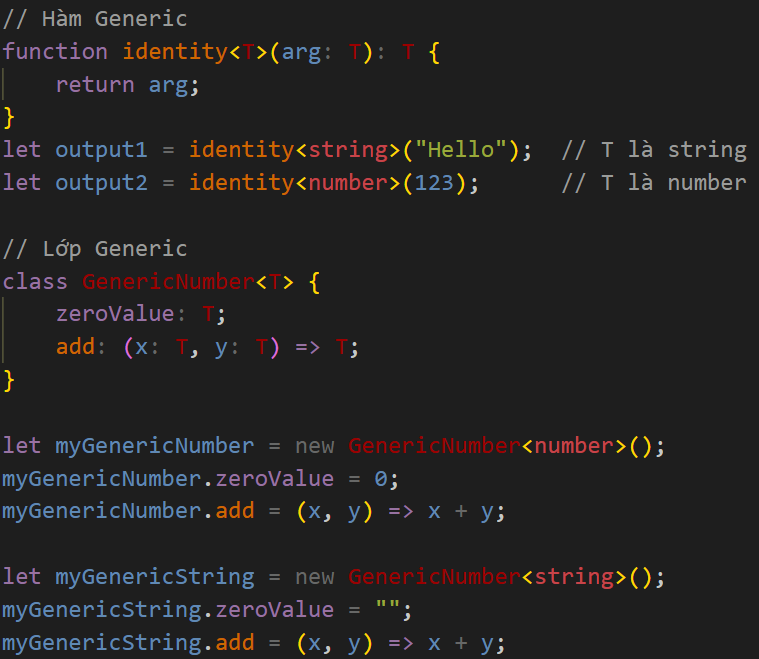 // Hàm Generic
function identity<T>(arg: T): T {
    return arg;
}
let output1 = identity<string>("Hello");  // T là string
let output2 = identity<number>(123);      // T là number

// Lớp Generic
class GenericNumber<T> {
    zeroValue: T;
    add: (x: T, y: T) => T;
}

let myGenericNumber = new GenericNumber<number>();
myGenericNumber.zeroValue = 0;
myGenericNumber.add = (x, y) => x + y;

let myGenericString = new GenericNumber<string>();
myGenericString.zeroValue = "";
myGenericString.add = (x, y) => x + y;